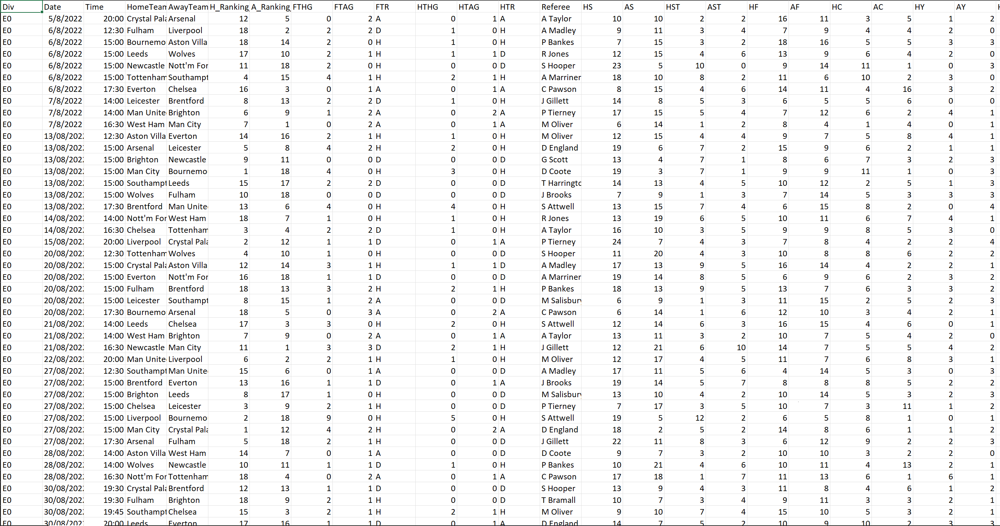 Div Date Time HomeTeam AwayTeam H_Ranking A_Ranking FTHG FTAG FTR HTHG HTAG HTR Referee HS AS HST AST HF AF HC AC HY AY
E0 5/8/2022 20:00 Crystal Pala Arsenal 12 5 0 2 A 0 1 A A Taylor 10 10 2 2 16 11 3 5 1 2
E0 6/8/2022 12:30 Fulham Liverpool 18 2 2 2 D 1 0 H A Madley 9 11 3 4 7 9 4 4 2 0
E0 6/8/2022 15:00 Bournemo Aston Villa 18 14 2 0 H 1 0 H P Bankes 7 15 3 2 18 16 5 5 3 3
E0 6/8/2022 15:00 Leeds Wolves 17 10 2 1 H 1 1 D R Jones 12 15 4 6 13 9 6 4 2 0
E0 6/8/2022 15:00 Newcastle Nott'm For 11 18 2 0 H 0 0 D S Hooper 23 5 10 0 9 14 11 1 0 3
E0 6/8/2022 15:00 Tottenham Southampt 4 15 4 1 H 2 1 H A Marriner 18 10 8 2 11 6 10 2 3 0
E0 6/8/2022 17:30 Everton Chelsea 16 3 0 1 A 0 1 A C Pawson 8 15 4 6 14 11 4 16 3 2
E0 7/8/2022 14:00 Leicester Brentford 8 13 2 2 D 1 0 H J Gillett 14 8 5 3 6 5 5 6 0 0
E0 7/8/2022 14:00 Man Unite Brighton 6 9 1 2 A 0 2 A P Tierney 17 15 5 4 7 12 6 2 4 1
E0 7/8/2022 16:30 West Ham Man City 7 1 0 2 A 0 1 A M Oliver 6 14 1 2 8 4 1 4 0 1
E0 13/08/202 12:30 Aston Villa Everton 14 16 2 1 H 1 0 H M Oliver 12 15 4 4 9 7 5 8 4 1
E0 13/08/202 15:00 Arsenal Leicester 5 8 4 2 H 2 0 H D England 19 6 7 2 15 9 6 2 1 1
E0 13/08/202 15:00 Brighton Newcastle 9 11 0 0 D 0 0 D G Scott 13 4 7 1 8 6 7 3 2 3
E0 13/08/202 15:00 Man City Bournemo 1 18 4 0 H 3 0 H D Coote 19 3 7 1 9 9 11 1 0 3
E0 13/08/202 15:00 Southampt Leeds 15 17 2 2 D 0 0 D T Harringto 14 13 4 5 10 12 2 5 1 3
E0 13/08/202 15:00 Wolves Fulham 10 18 0 0 D 0 0 D J Brooks 7 9 1 3 7 14 5 3 3 3
E0 13/08/202 17:30 Brentford Man Unite 13 6 4 0 H 4 0 H S Attwell 13 15 7 4 6 15 8 2 0 4
E0 14/08/202 14:00 Nott'm For West Ham 18 7 1 0 H 1 0 H R Jones 13 19 6 5 10 11 6 7 4 1
E0 14/08/202 16:30 Chelsea Tottenham 3 4 2 2 D 1 0 H A Taylor 16 10 3 5 9 9 8 5 3 0
E0 15/08/202 20:00 Liverpool Crystal Pala 2 12 1 1 D 0 1 A P Tierney 24 7 4 3 7 8 4 2 2 4
E0 20/08/202 12:30 Tottenham Wolves 4 10 1 0 H 0 0 D S Hooper 11 20 4 3 10 8 8 6 2 2
E0 20/08/202 15:00 Crystal Pala Aston Villa 12 14 3 1 H 1 1 D A Madley 17 13 9 5 16 14 4 2 2 1
E0 20/08/202 15:00 Everton Nott'm For 16 18 1 1 D 0 0 D A Marriner 19 14 8 5 6 9 6 2 3 2
E0 20/08/202 15:00 Fulham Brentford 18 13 3 2 H 2 1 H P Bankes 18 13 9 5 13 7 6 3 3 2
E0 20/08/202 15:00 Leicester Southampt 8 15 1 2 A 0 0 D M Salisbury 6 9 1 3 11 15 2 5 2 3
E0 20/08/202 17:30 Bournemo Arsenal 18 5 0 3 A 0 2 A C Pawson 6 14 1 6 12 10 3 4 2 1
E0 21/08/202 14:00 Leeds Chelsea 17 3 3 0 H 2 0 H S Attwell 12 14 6 3 16 15 4 6 0 1
E0 21/08/202 14:00 West Ham Brighton 7 9 0 2 A 0 1 A A Taylor 13 11 3 2 10 7 5 4 2 0
E0 21/08/202 16:30 Newcastle Man City 11 1 3 3 D 2 1 H J Gillett 12 21 6 10 14 7 5 5 4 2
E0 22/08/202 20:00 Man Unite Liverpool 6 2 2 1 H 1 0 H M Oliver 12 17 4 5 11 7 6 8 3 1
E0 27/08/202 12:30 Southampt Man Unite 15 6 0 1 A 0 0 D A Madley 17 11 5 6 4 14 5 3 0 3
E0 27/08/202 15:00 Brentford Everton 13 16 1 1 D 0 1 A J Brooks 19 14 5 7 8 8 8 5 2 2
E0 27/08/202 15:00 Brighton Leeds 8 17 1 0 H 0 0 D M Salisbury 13 10 4 2 10 14 5 3 2 3
E0 27/08/202 15:00 Chelsea Leicester 3 9 2 1 H 0 0 D P Tierney 7 17 3 5 10 7 3 11 1 2
E0 27/08/202 15:00 Liverpool Bournemo 2 18 9 0 H 5 0 H S Attwell 19 5 12 2 6 5 8 1 0 1
E0 27/08/202 15:00 Man City Crystal Pala 1 12 4 2 H 0 2 A D England 18 2 5 2 14 8 6 1 1 2
E0 27/08/202 17:30 Arsenal Fulham 5 18 2 1 H 0 0 D J Gillett 22 11 8 3 6 12 9 2 2 3
E0 28/08/202 14:00 Aston Villa West Ham 14 7 0 1 A 0 0 D D Coote 9 7 3 2 10 10 3 2 2 0
E0 28/08/202 14:00 Wolves Newcastle 10 11 1 1 D 1 0 H P Bankes 10 21 4 6 10 11 4 13 2 1
E0 28/08/202 16:30 Nott'm For Tottenham 18 4 0 2 A 0 1 A C Pawson 17 18 1 7 11 13 6 1 6 1
E0 30/08/202 19:30 Crystal Pala Brentford 12 13 1 1 D 0 0 D S Hooper 13 9 4 3 11 8 4 6 1 2
E0 30/08/202 19:30 Fulham Brighton 18 9 2 1 H 0 0 D T Bramall 10 7 3 4 9 11 3 3 2 1
E0 30/08/202 19:45 Southampt Chelsea 15 3 2 1 H 2 1 H M Oliver 9 10 7 4 15 10 5 3 2 1
E0 30/08/202 20:00 Leeds Everton 17 16 1 1 D 0 1 A D England 14 7 5 2 10 9 10 2 3 3